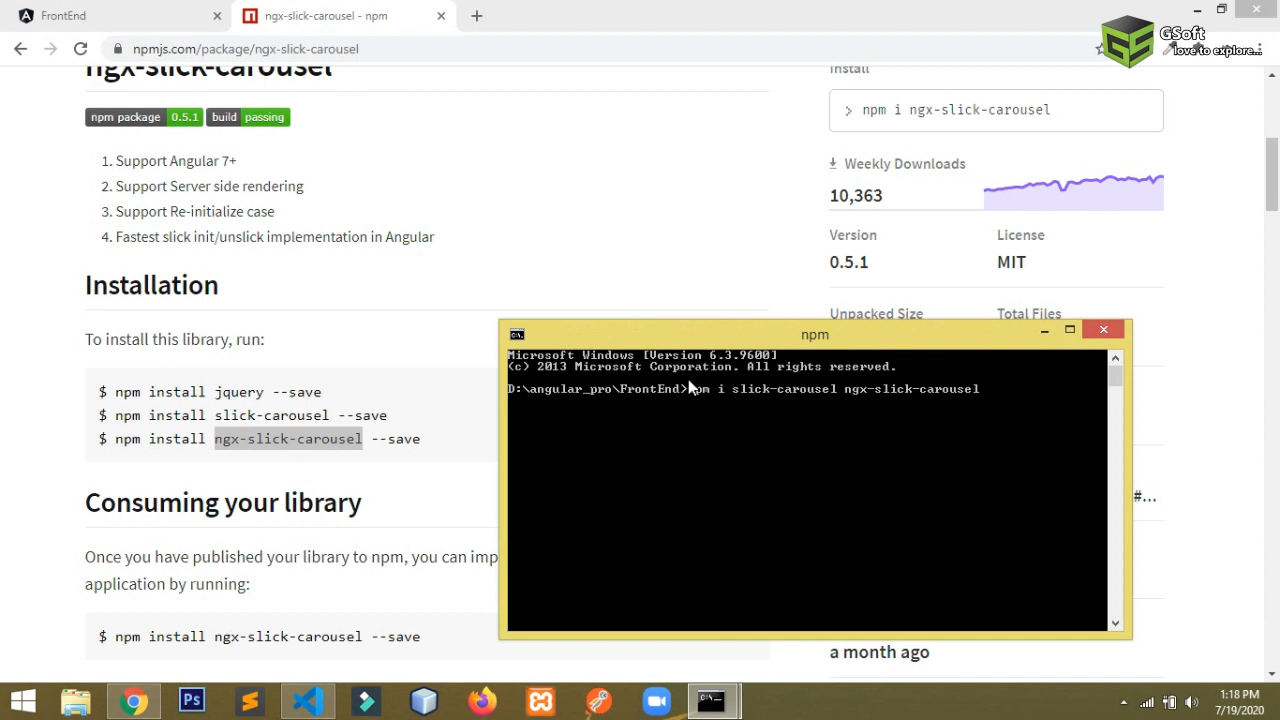 FrontEnd
ngx-slick-carousel - npm
npmjs.com/package/ngx-slick-carousel
GSoft
love to explore...
ngx-slick-carousel
npm package 0.5.1 build passing
1. Support Angular 7+
2. Support Server side rendering
3. Support Re-initialize case
4. Fastest slick init/unslick implementation in Angular
Installation
To install this library, run:
$ npm install jquery --save
$ npm install slick-carousel --save
$ npm install ngx-slick-carousel --save
Consuming your library
Once you have published your library to npm, you can imp
application by running:
$ npm install ngx-slick-carousel --save
Install
> npm i ngx-slick-carousel
Weekly Downloads
10,363
Version
License
0.5.1
MIT
Unpacked Size
Total Files
#...
a month ago
npm
C:\.
Microsoft Windows [Version 6.3.9600]
(c) 2013 Microsoft Corporation. All rights reserved.
D:\angular_pro\FrontEnd>npm i slick-carousel ngx-slick-carousel
Ps
1:18 PM
7/19/2020